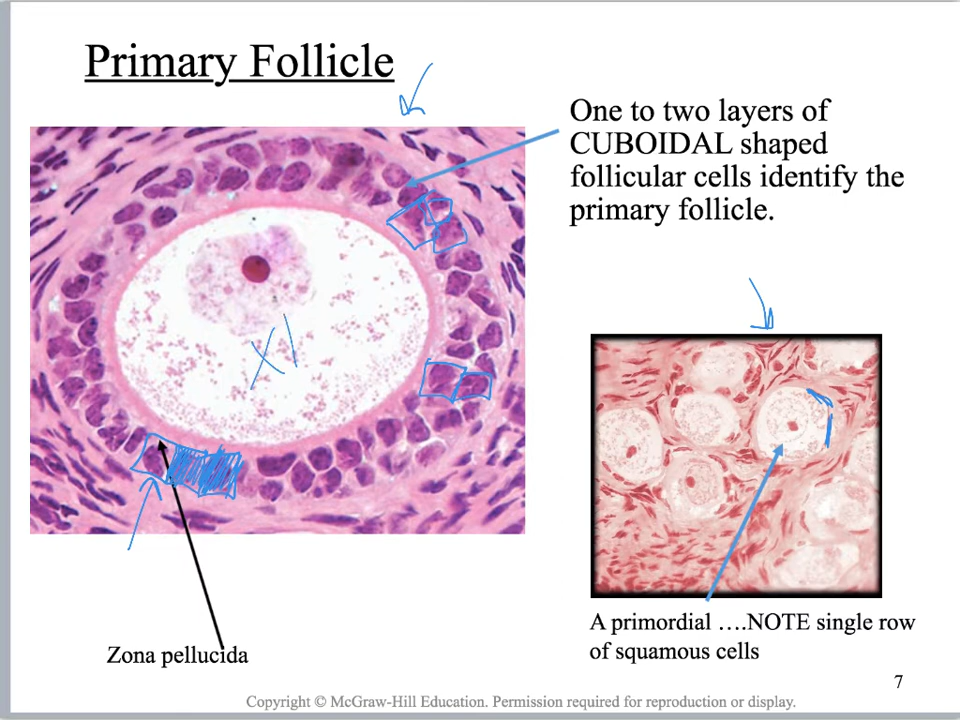 Primary Follicle
One to two layers of
CUBOIDAL shaped
follicular cells identify the
primary follicle.
A primordial ….NOTE single row
of squamous cells
Zona pellucida
7
Copyright © McGraw-Hill Education. Permission required for reproduction or display.